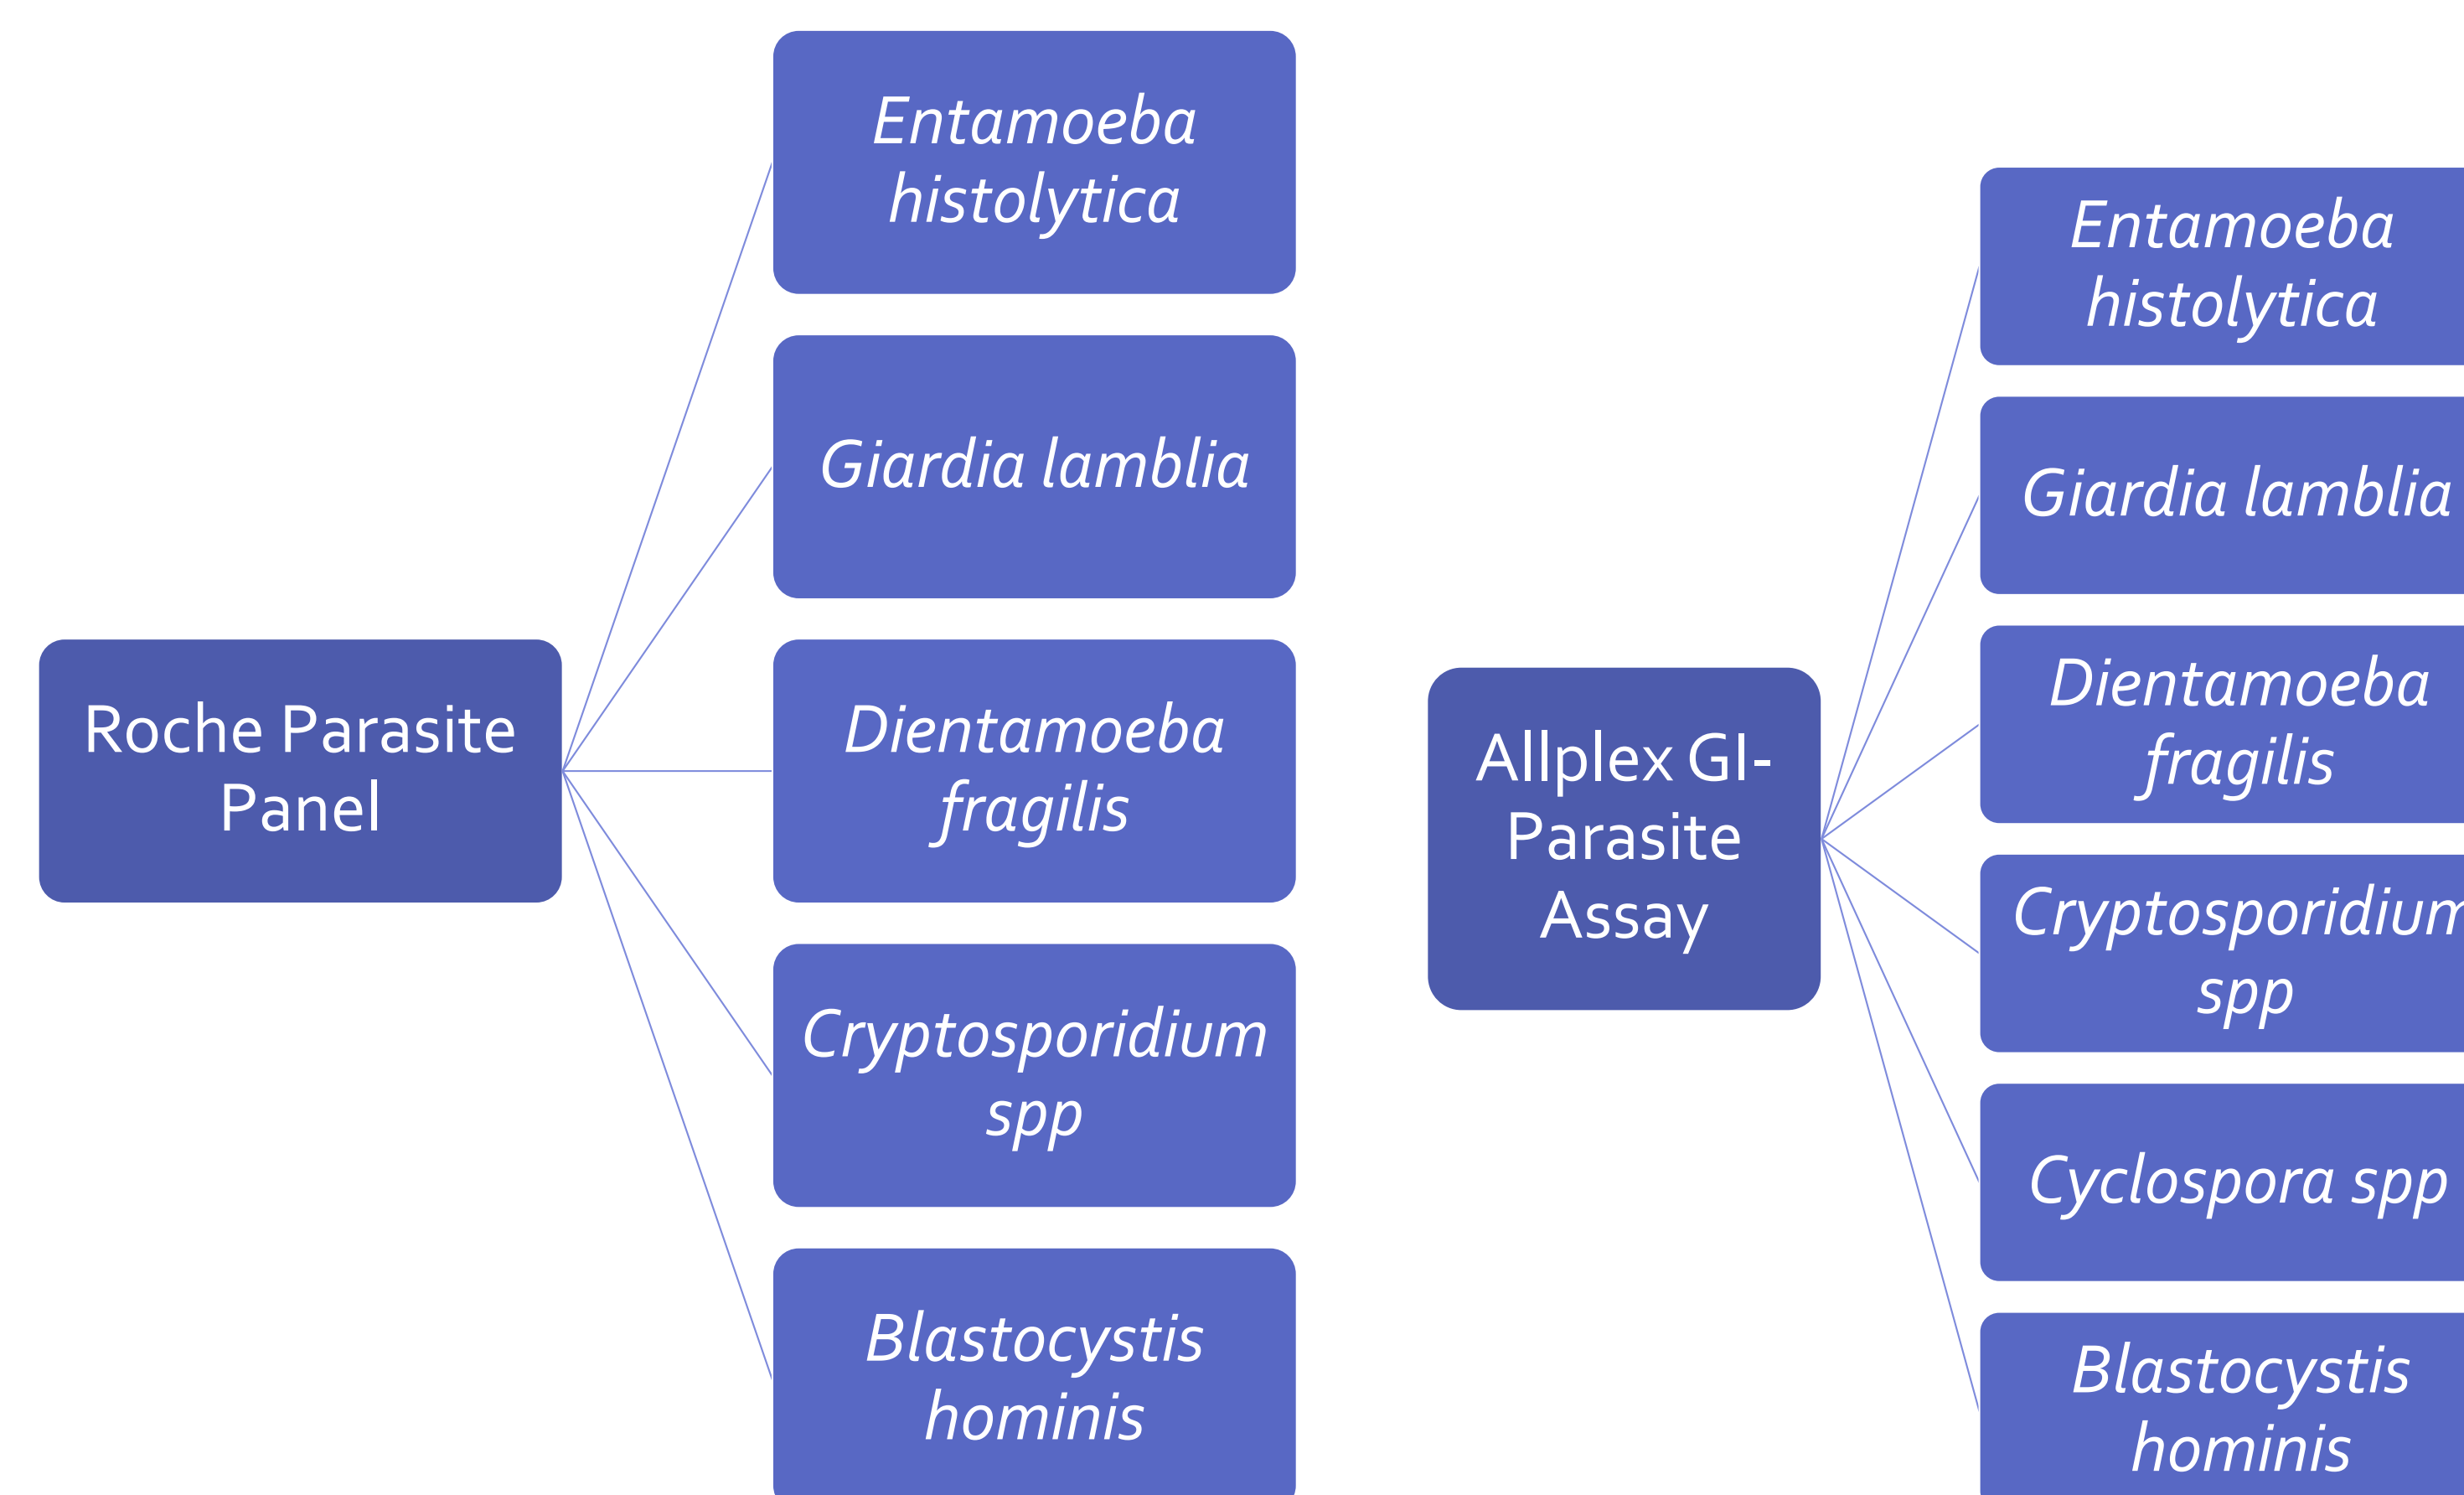 Roche Parasite
Panel
Entamoeba
histolytica
Giardia lamblia
Dientamoeba
fragilis
Cryptosporidium
spp
Blastocystis
hominis
Allplex GI-
Parasite
Assay
Entamoeba
histolytica
Giardia lamblia
Dientamoeba
fragilis
Cryptosporidium
spp
Cyclospora spp
Blastocystis
hominis